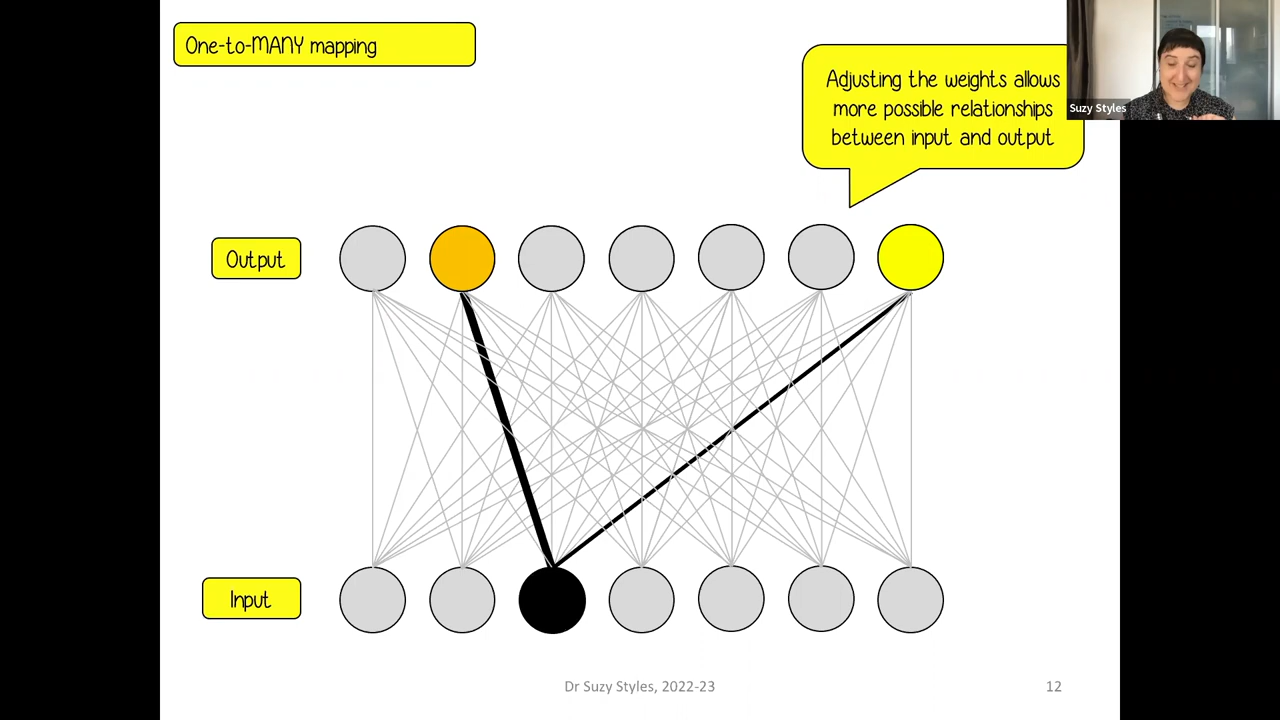 One-to-MANY mapping
Adjusting the weights allows
more possible relationships
between input and output
Suzy Styles
Output
Input
Dr Suzy Styles, 2022-23
12